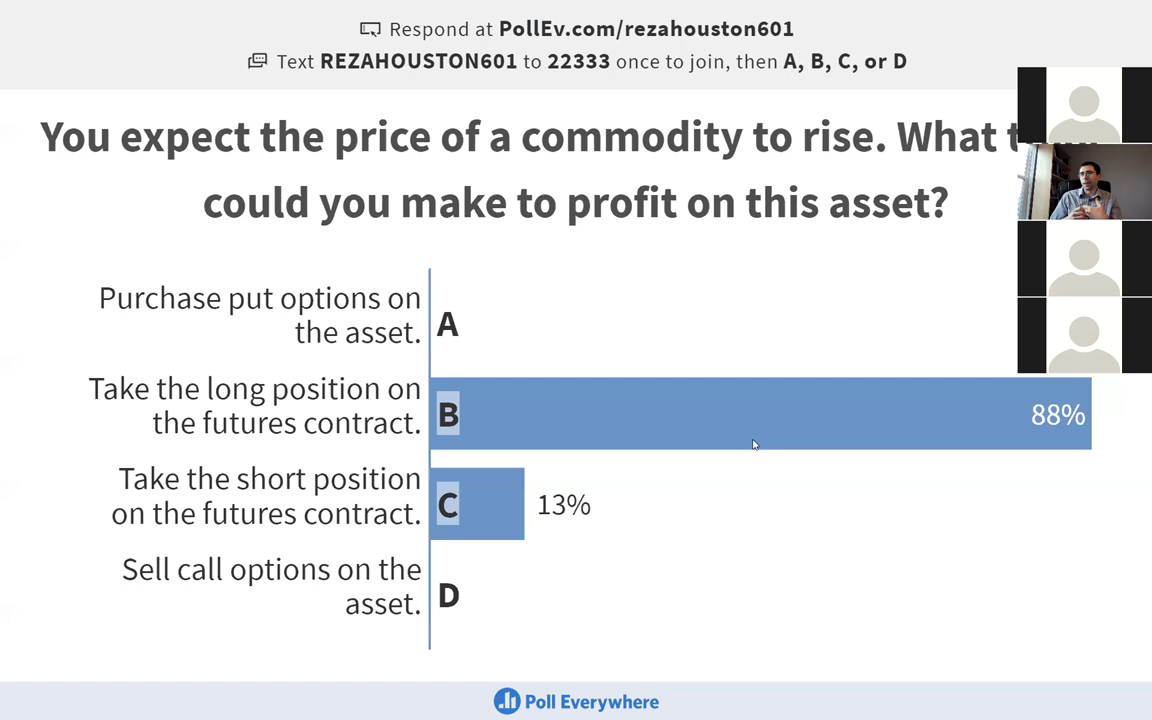 Respond at PollEv.com/rezahouston601
Text REZAHOUSTON601 to 22333 once to join, then A, B, C, or D
You expect the price of a commodity to rise. What
could you make to profit on this asset?
Purchase put options on
the asset.
A
Take the long position on
the futures contract.
B
88%
Take the short position
on the futures contract.
C
13%
Sell call options on the
asset.
D
Poll Everywhere